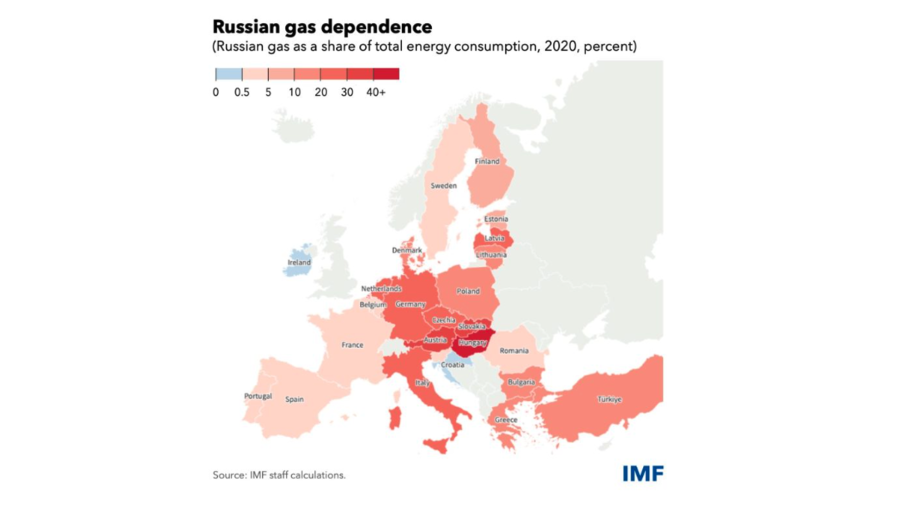 Russian gas dependence
(Russian gas as a share of total energy consumption, 2020, percent)
0 0.5 5 10 20 30 40+
Finland
Sweden
Estonia
Latvia
Denmark
Lithuania
Ireland
Netherlands
Poland
Belgium
Germany
Czechia
Slovakia
Austria
Hungary
France
Romania
Croatia
Italy
Bulgaria
Portugal
Spain
Türkiye
Greece
Source: IMF staff calculations.
IMF